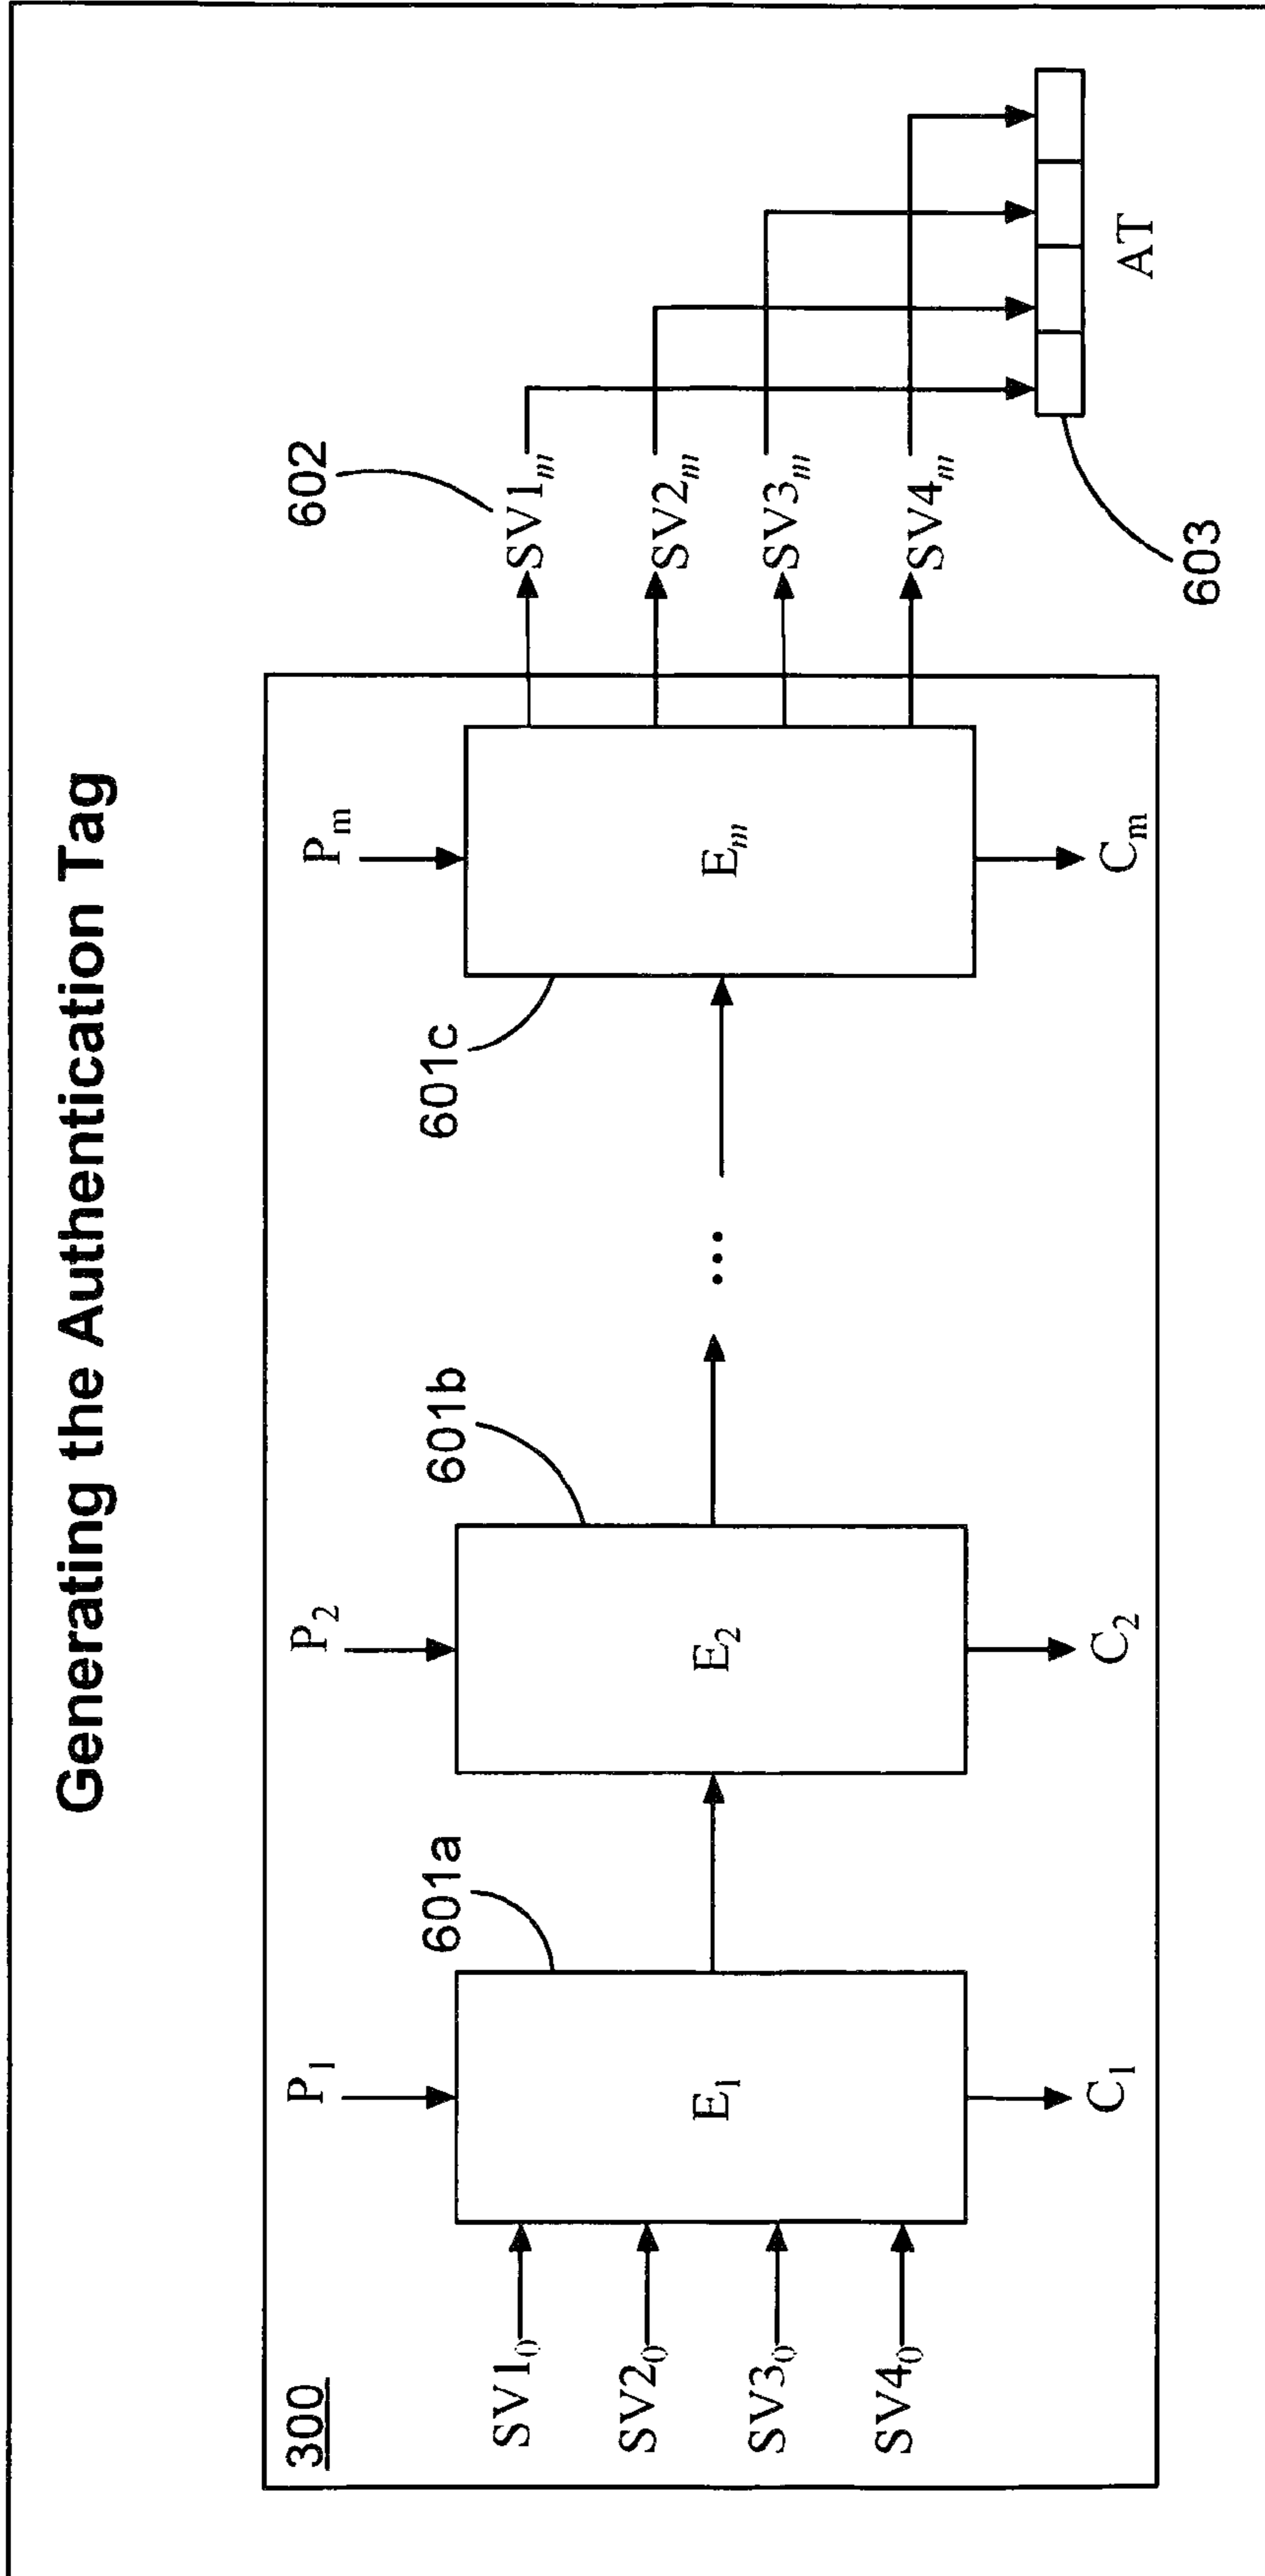 Generating the Authentication Tag
300
P₁
P₂
Pₘ
601a
601b
601c
602
SV1₀
SV2₀
SV3₀
SV4₀
E₁
E₂
...
Eₘ
SV1ₘ
SV2ₘ
SV3ₘ
SV4ₘ
C₁
C₂
Cₘ
603
AT